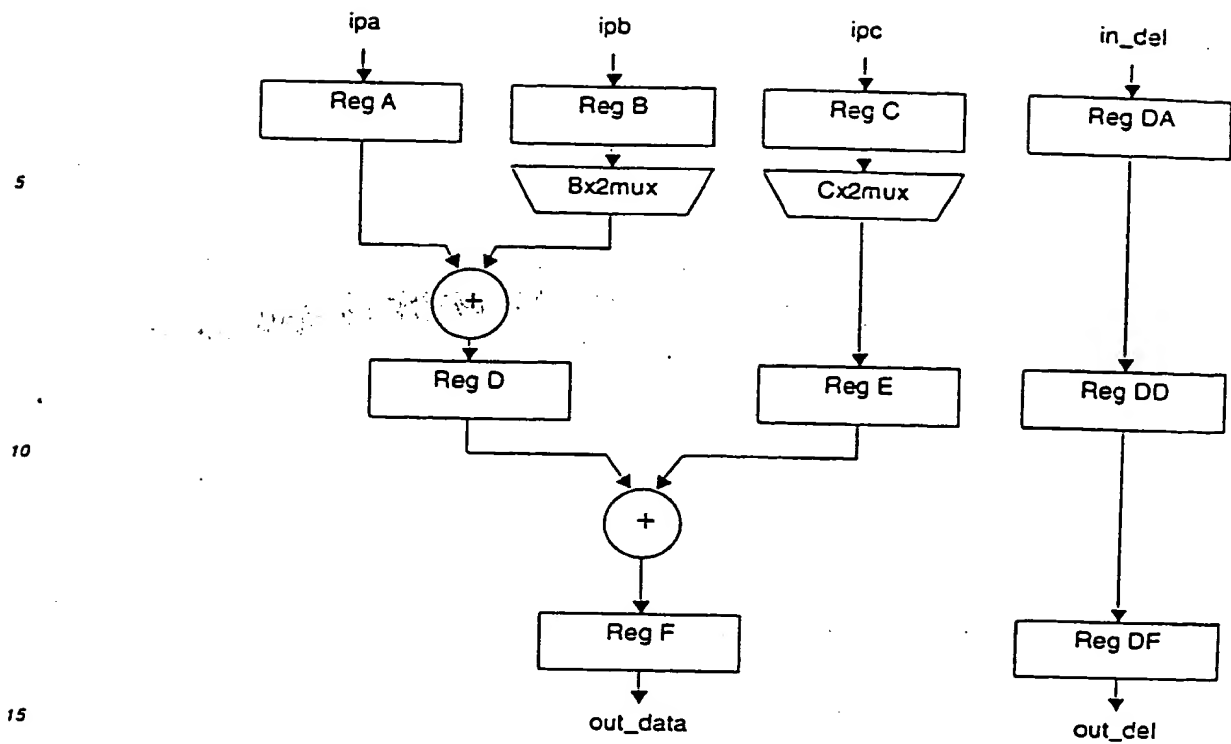 ipa ipb ipc in_del
Reg A Reg B Reg C Reg DA
5 Bx2mux Cx2mux
+
Reg D Reg E Reg DD
10
+
Reg F Reg DF
15 out_data out_del